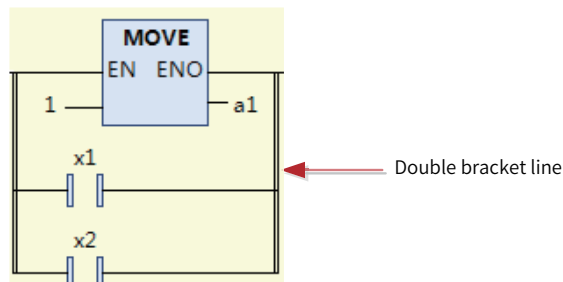 MOVE
EN ENO
1 a1
x1
Double bracket line
x2